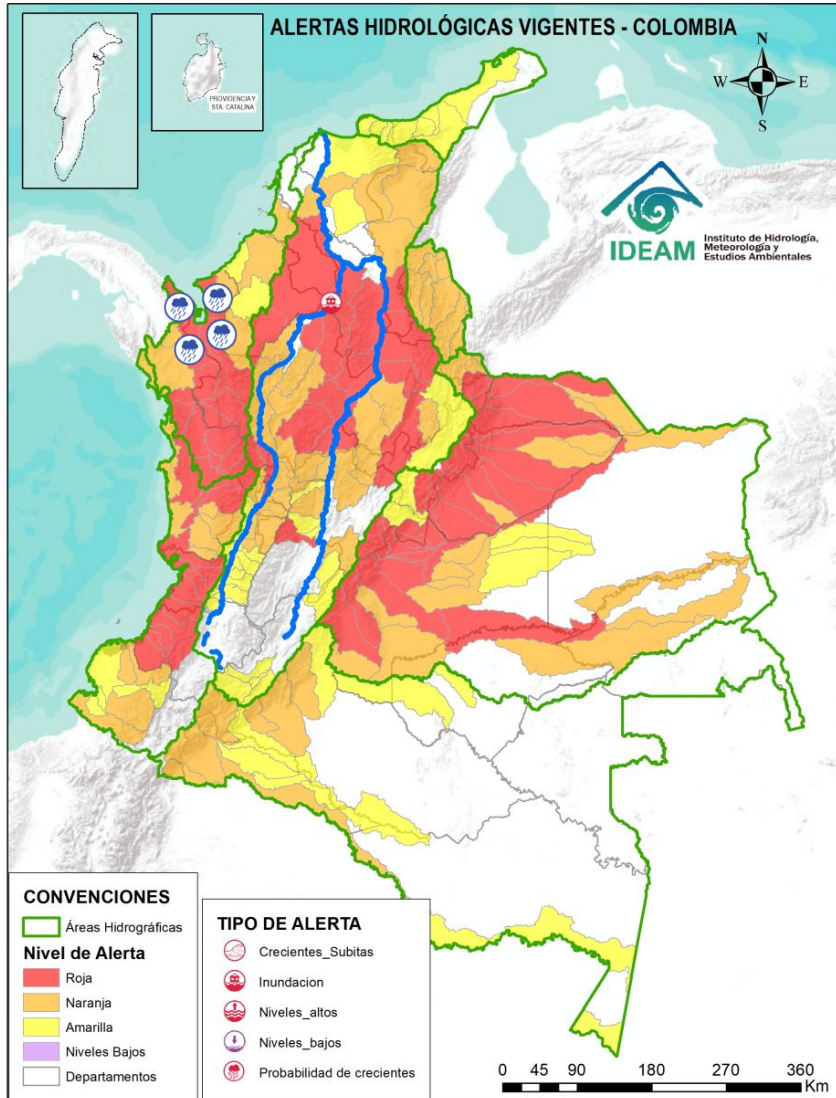 ALERTAS HIDROLÓGICAS VIGENTES - COLOMBIA
PROVIDENCIA Y
STA. CATALINA
N
W
E
S
IDEAM
Instituto de Hidrología,
Meteorología y
Estudios Ambientales
CONVENCIONES
Áreas Hidrográficas
Nivel de Alerta
Roja
Naranja
Amarilla
Niveles Bajos
Departamentos
TIPO DE ALERTA
Crecientes_Subitas
Inundacion
Niveles_altos
Niveles_bajos
Probabilidad de crecientes
0 45 90 180 270 360
Km